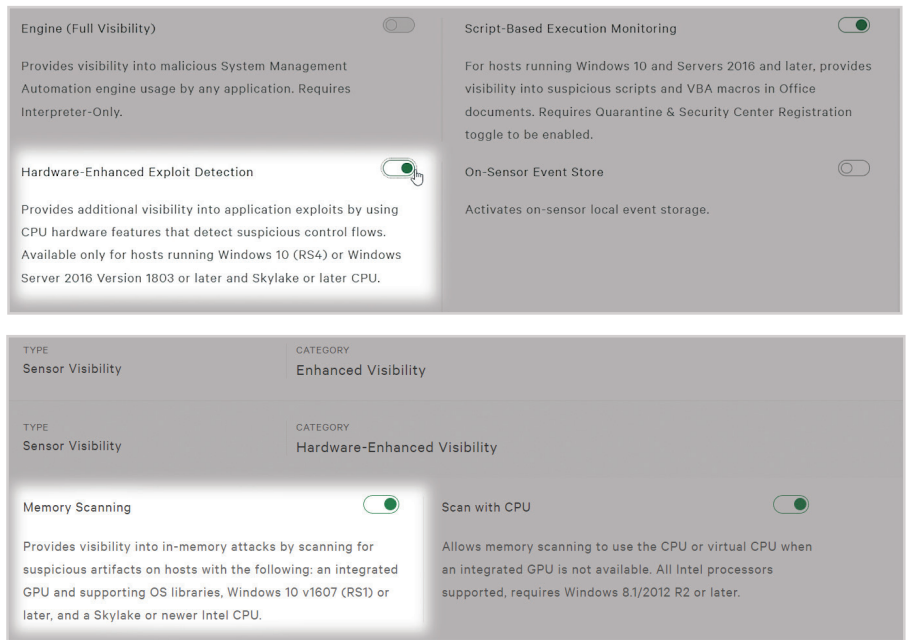 Engine (Full Visibility)
Provides visibility into malicious System Management
Automation engine usage by any application. Requires
Interpreter-Only.
Script-Based Execution Monitoring
For hosts running Windows 10 and Servers 2016 and later, provides
visibility into suspicious scripts and VBA macros in Office
documents. Requires Quarantine & Security Center Registration
toggle to be enabled.
Hardware-Enhanced Exploit Detection
Provides additional visibility into application exploits by using
CPU hardware features that detect suspicious control flows.
Available only for hosts running Windows 10 (RS4) or Windows
Server 2016 Version 1803 or later and Skylake or later CPU.
On-Sensor Event Store
Activates on-sensor local event storage.
TYPE
Sensor Visibility
CATEGORY
Enhanced Visibility
TYPE
Sensor Visibility
CATEGORY
Hardware-Enhanced Visibility
Memory Scanning
Provides visibility into in-memory attacks by scanning for
suspicious artifacts on hosts with the following: an integrated
GPU and supporting OS libraries, Windows 10 v1607 (RS1) or
later, and a Skylake or newer Intel CPU.
Scan with CPU
Allows memory scanning to use the CPU or virtual CPU when
an integrated GPU is not available. All Intel processors
supported, requires Windows 8.1/2012 R2 or later.